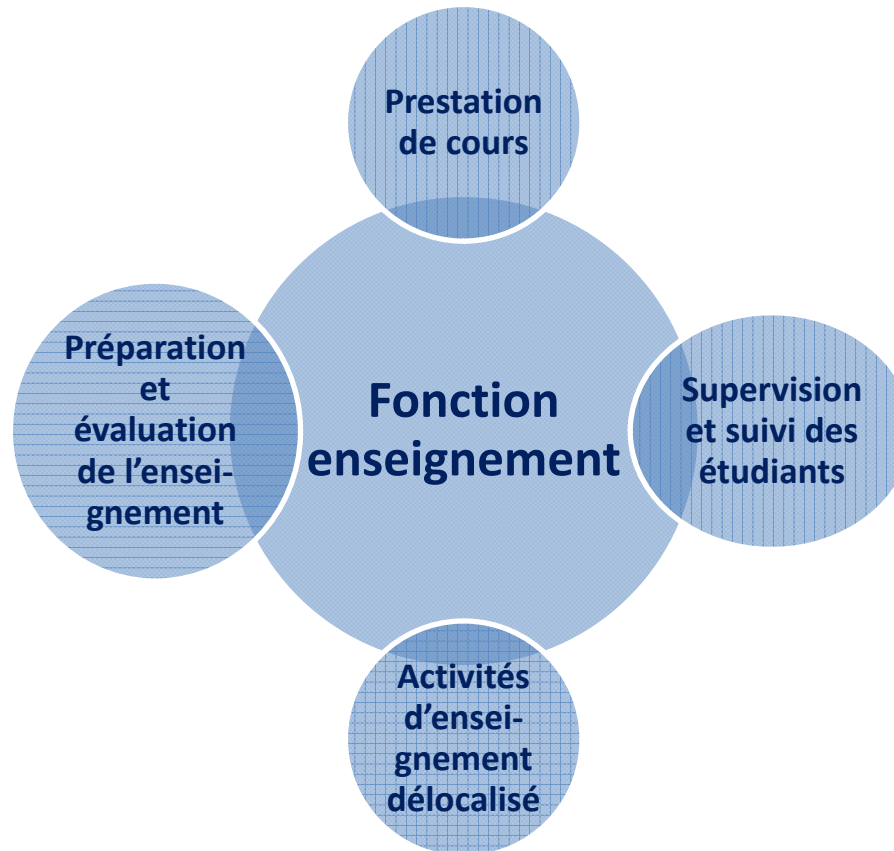 Prestation
de cours
Préparation
et
évaluation
de l’ensei-
gnement
Fonction
enseignement
Supervision
et suivi des
étudiants
Activités
d’ensei-
gnement
délocalisé